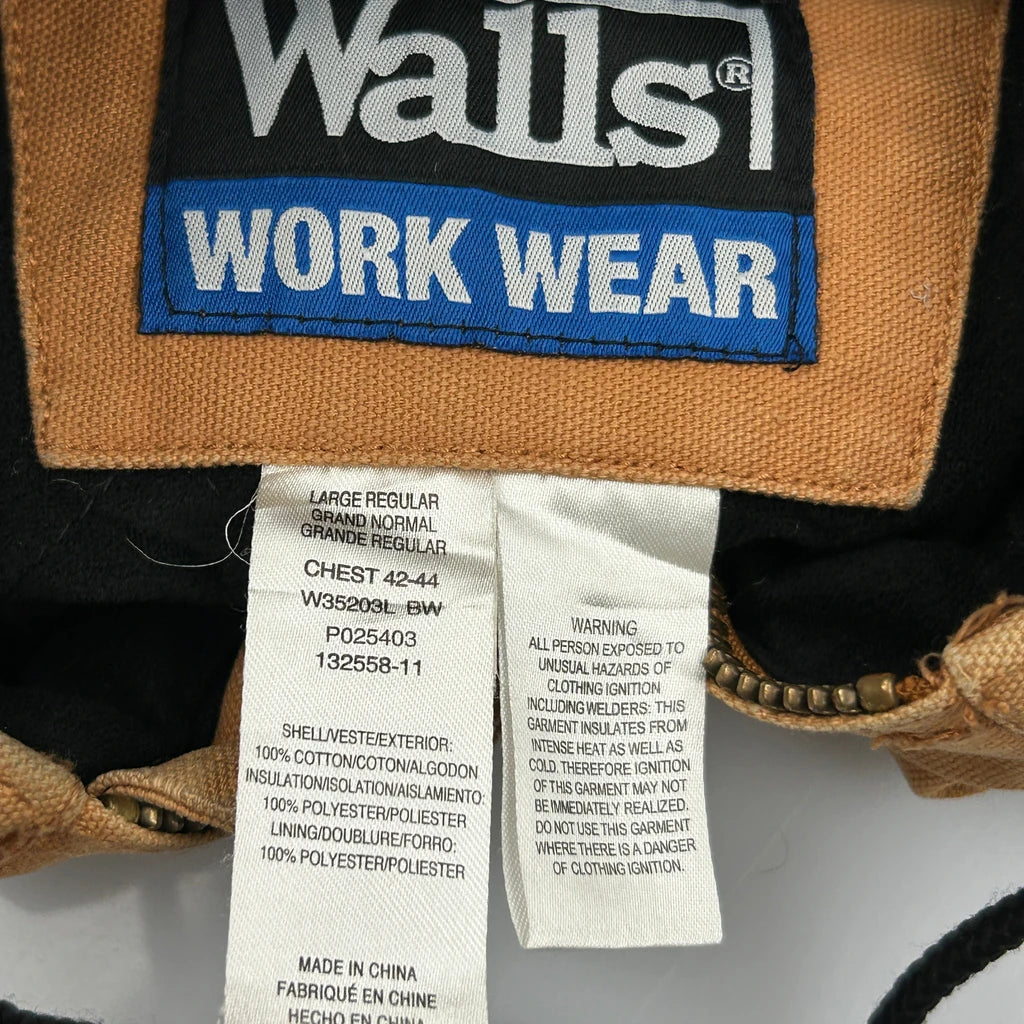 Walls®
WORK WEAR
LARGE REGULAR
GRAND NORMAL
GRANDE REGULAR
CHEST 42-44
W35203L BW
P025403
132558-11
SHELL/VESTE/EXTERIOR:
100% COTTON/COTON/ALGODON
INSULATION/ISOLATION/AISLAMIENTO:
100% POLYESTER/POLIESTER
LINING/DOUBLURE/FORRO:
100% POLYESTER/POLIESTER
MADE IN CHINA
FABRIQUÉ EN CHINE
HECHO EN CHINA
WARNING
ALL PERSON EXPOSED TO
UNUSUAL HAZARDS OF
CLOTHING IGNITION
INCLUDING WELDERS: THIS
GARMENT INSULATES FROM
INTENSE HEAT AS WELL AS
COLD. THEREFORE IGNITION
OF THIS GARMENT MAY NOT
BE IMMEDIATELY REALIZED.
DO NOT USE THIS GARMENT
WHERE THERE IS A DANGER
OF CLOTHING IGNITION.